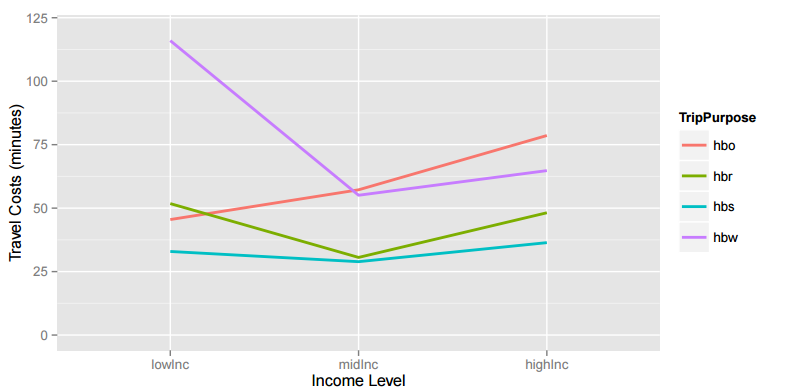 125
100
75
50
25
0
Travel Costs (minutes)
lowInc midInc highInc
Income Level
TripPurpose
hbo
hbr
hbs
hbw